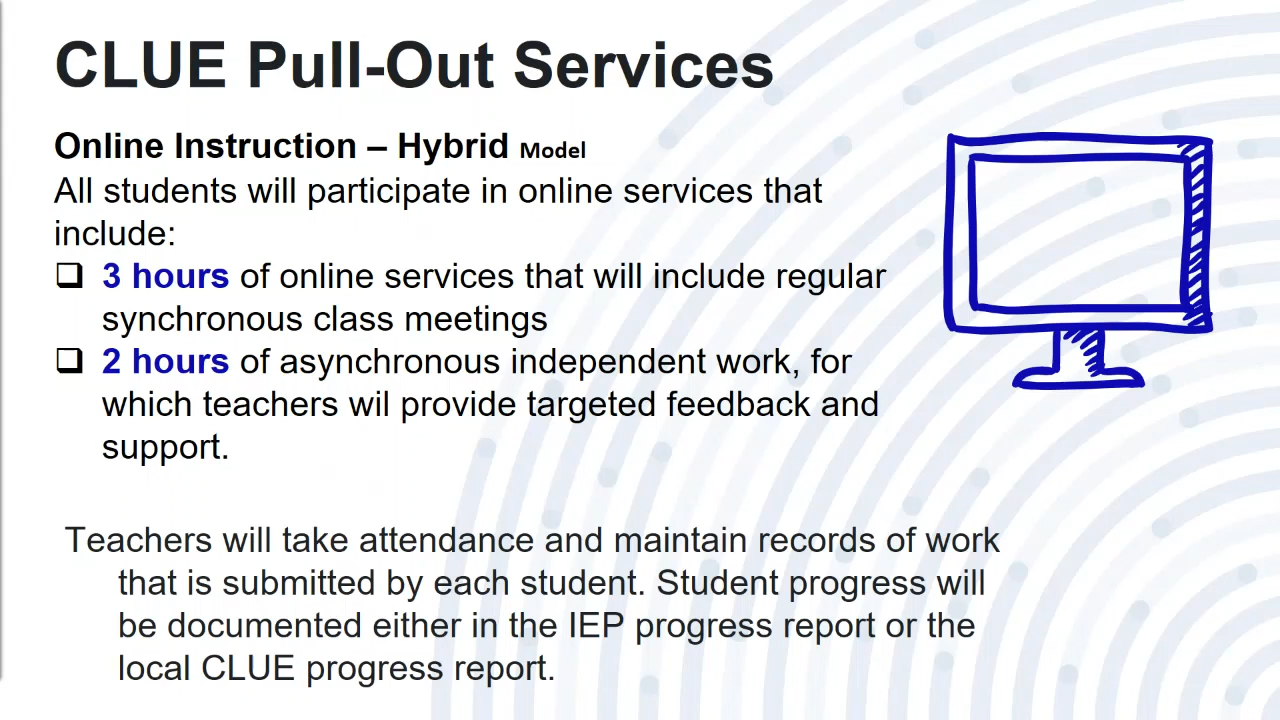 CLUE Pull-Out Services
Online Instruction – Hybrid Model
All students will participate in online services that
include:
❑ 3 hours of online services that will include regular
synchronous class meetings
❑ 2 hours of asynchronous independent work, for
which teachers wil provide targeted feedback and
support.
Teachers will take attendance and maintain records of work
that is submitted by each student. Student progress will
be documented either in the IEP progress report or the
local CLUE progress report.